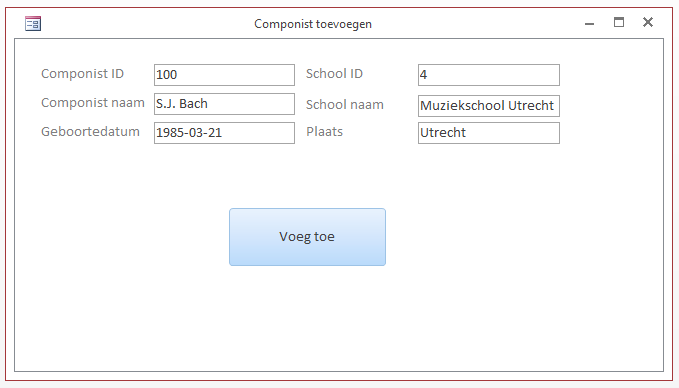 Componist toevoegen
Componist ID 100 School ID 4
Componist naam S.J. Bach School naam Muziekschool Utrecht
Geboortedatum 1985-03-21 Plaats Utrecht
Voeg toe